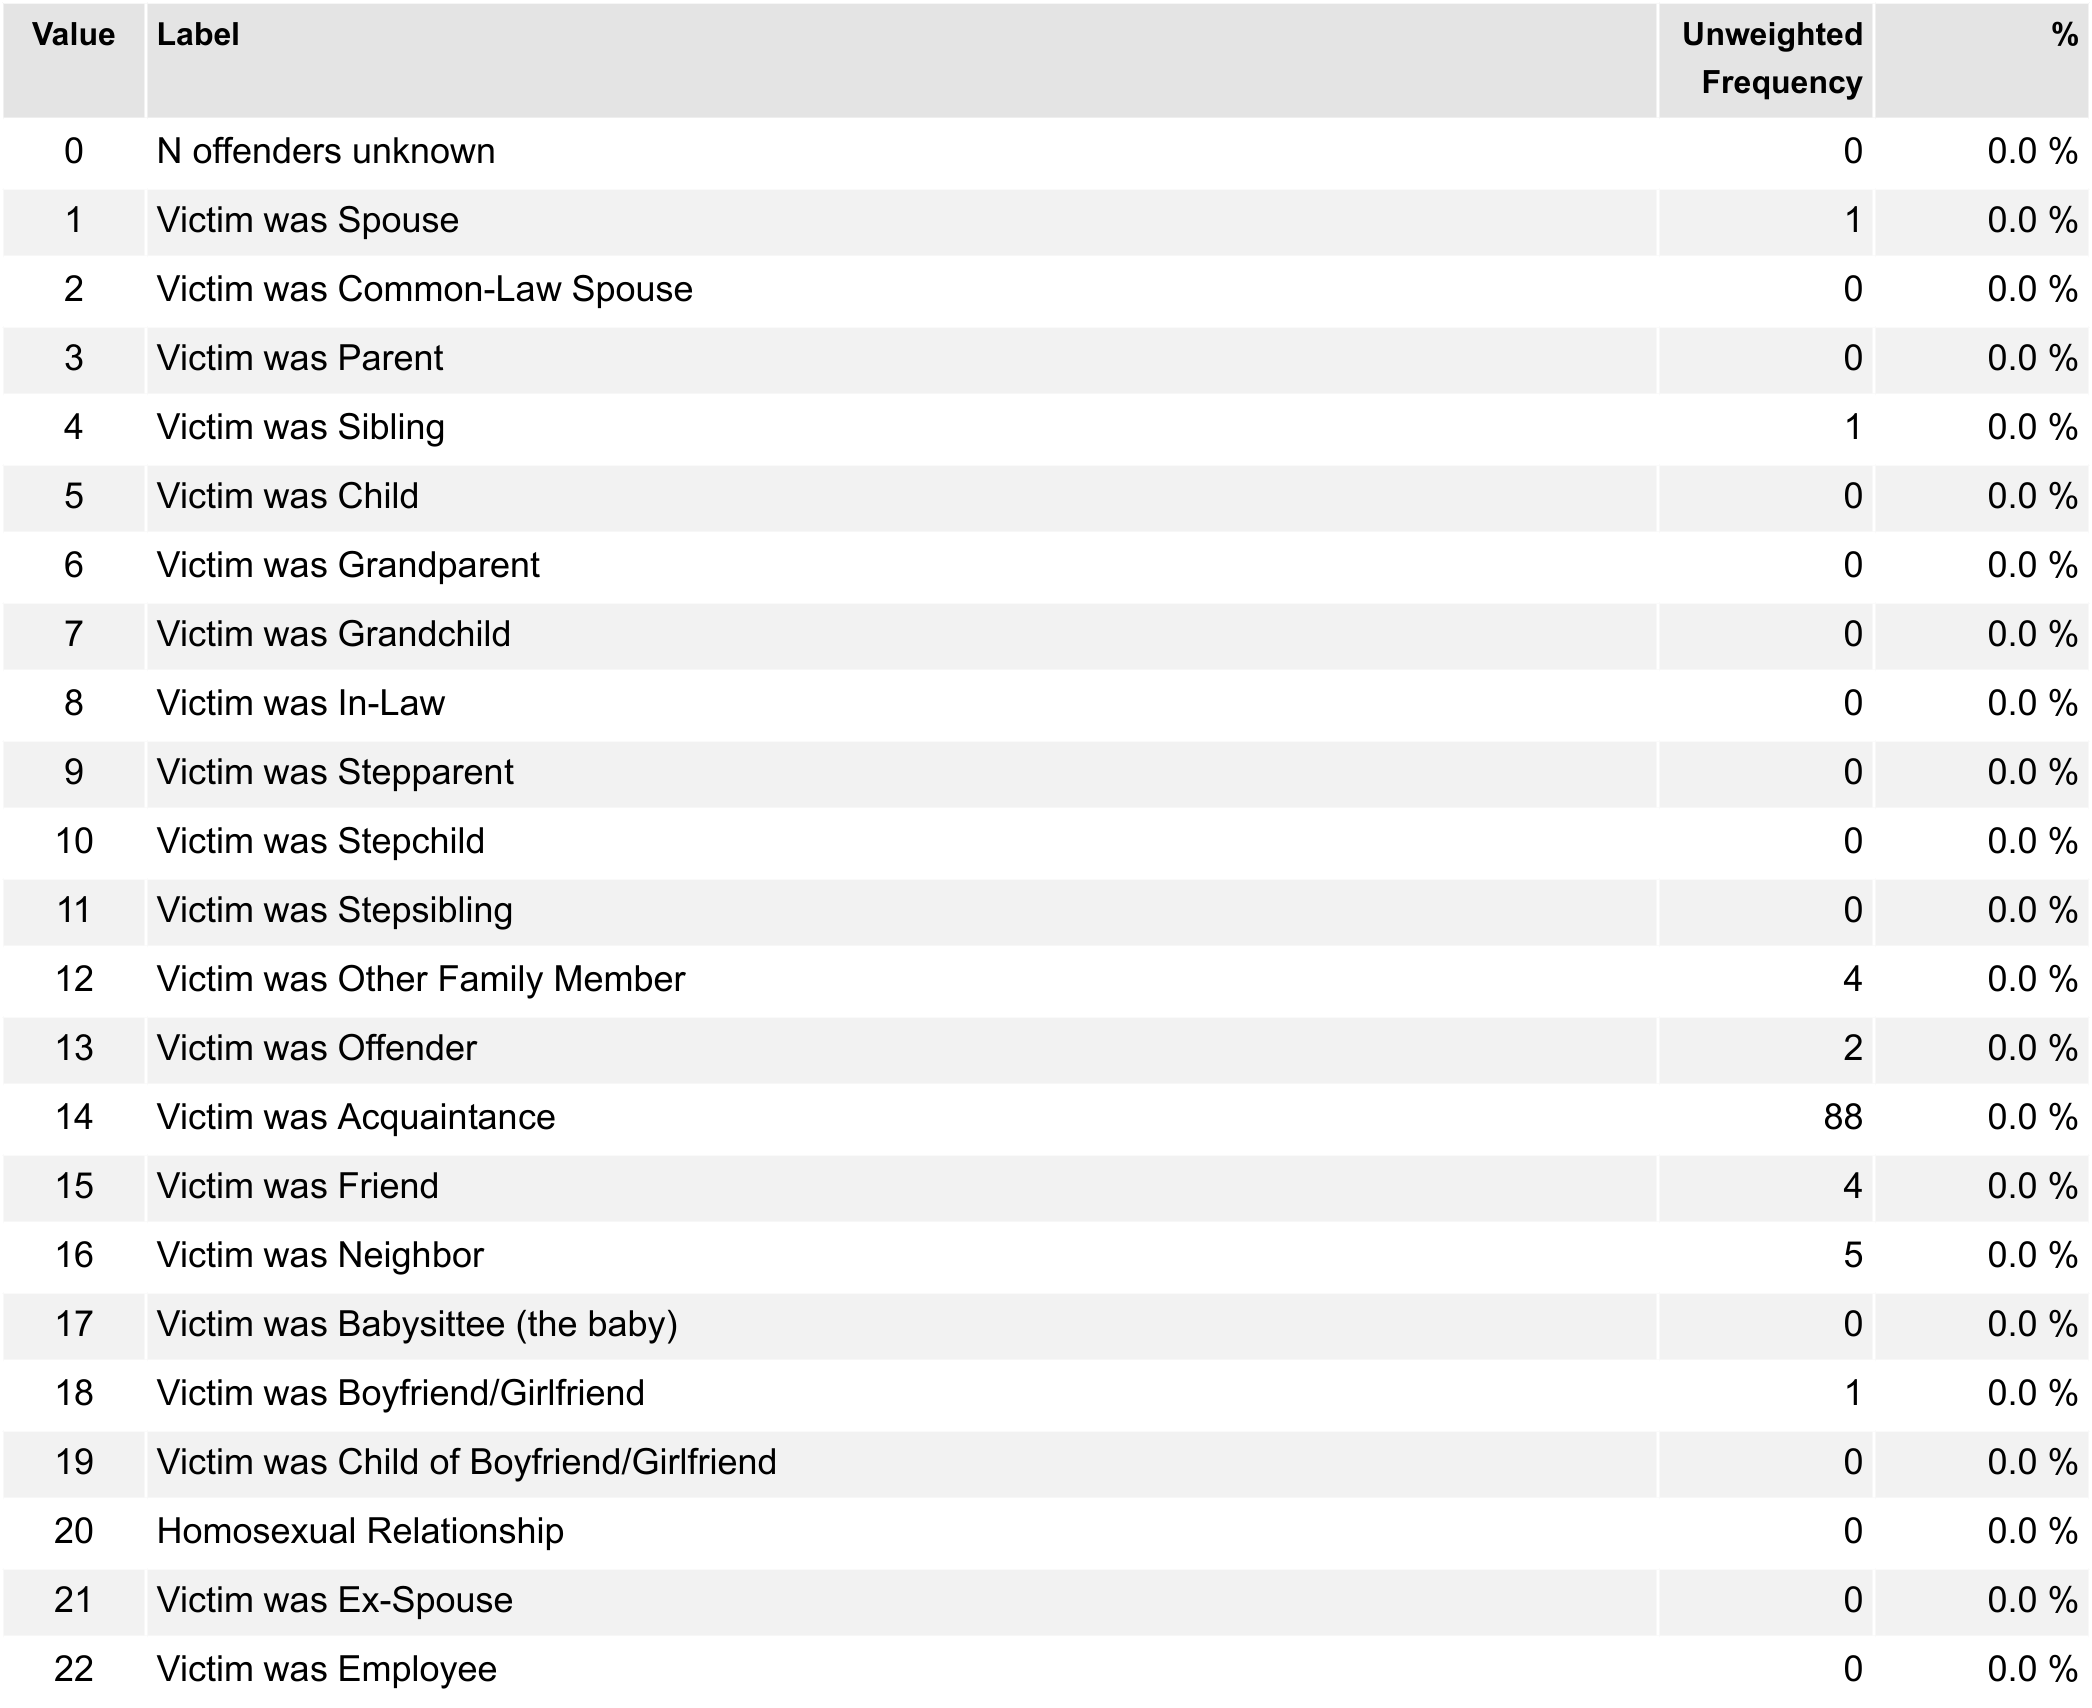 Value Label Unweighted Frequency %
0 N offenders unknown 0 0.0 %
1 Victim was Spouse 1 0.0 %
2 Victim was Common-Law Spouse 0 0.0 %
3 Victim was Parent 0 0.0 %
4 Victim was Sibling 1 0.0 %
5 Victim was Child 0 0.0 %
6 Victim was Grandparent 0 0.0 %
7 Victim was Grandchild 0 0.0 %
8 Victim was In-Law 0 0.0 %
9 Victim was Stepparent 0 0.0 %
10 Victim was Stepchild 0 0.0 %
11 Victim was Stepsibling 0 0.0 %
12 Victim was Other Family Member 4 0.0 %
13 Victim was Offender 2 0.0 %
14 Victim was Acquaintance 88 0.0 %
15 Victim was Friend 4 0.0 %
16 Victim was Neighbor 5 0.0 %
17 Victim was Babysittee (the baby) 0 0.0 %
18 Victim was Boyfriend/Girlfriend 1 0.0 %
19 Victim was Child of Boyfriend/Girlfriend 0 0.0 %
20 Homosexual Relationship 0 0.0 %
21 Victim was Ex-Spouse 0 0.0 %
22 Victim was Employee 0 0.0 %